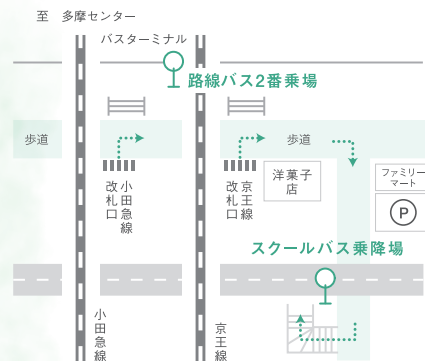 至　多摩センター
バスターミナル
路線バス2番乗場
歩道
歩道
小田急線
改札口
京王線
改札口
洋菓子
店
ファミリー
マート
P
スクールバス乗降場
小田急線
京王線